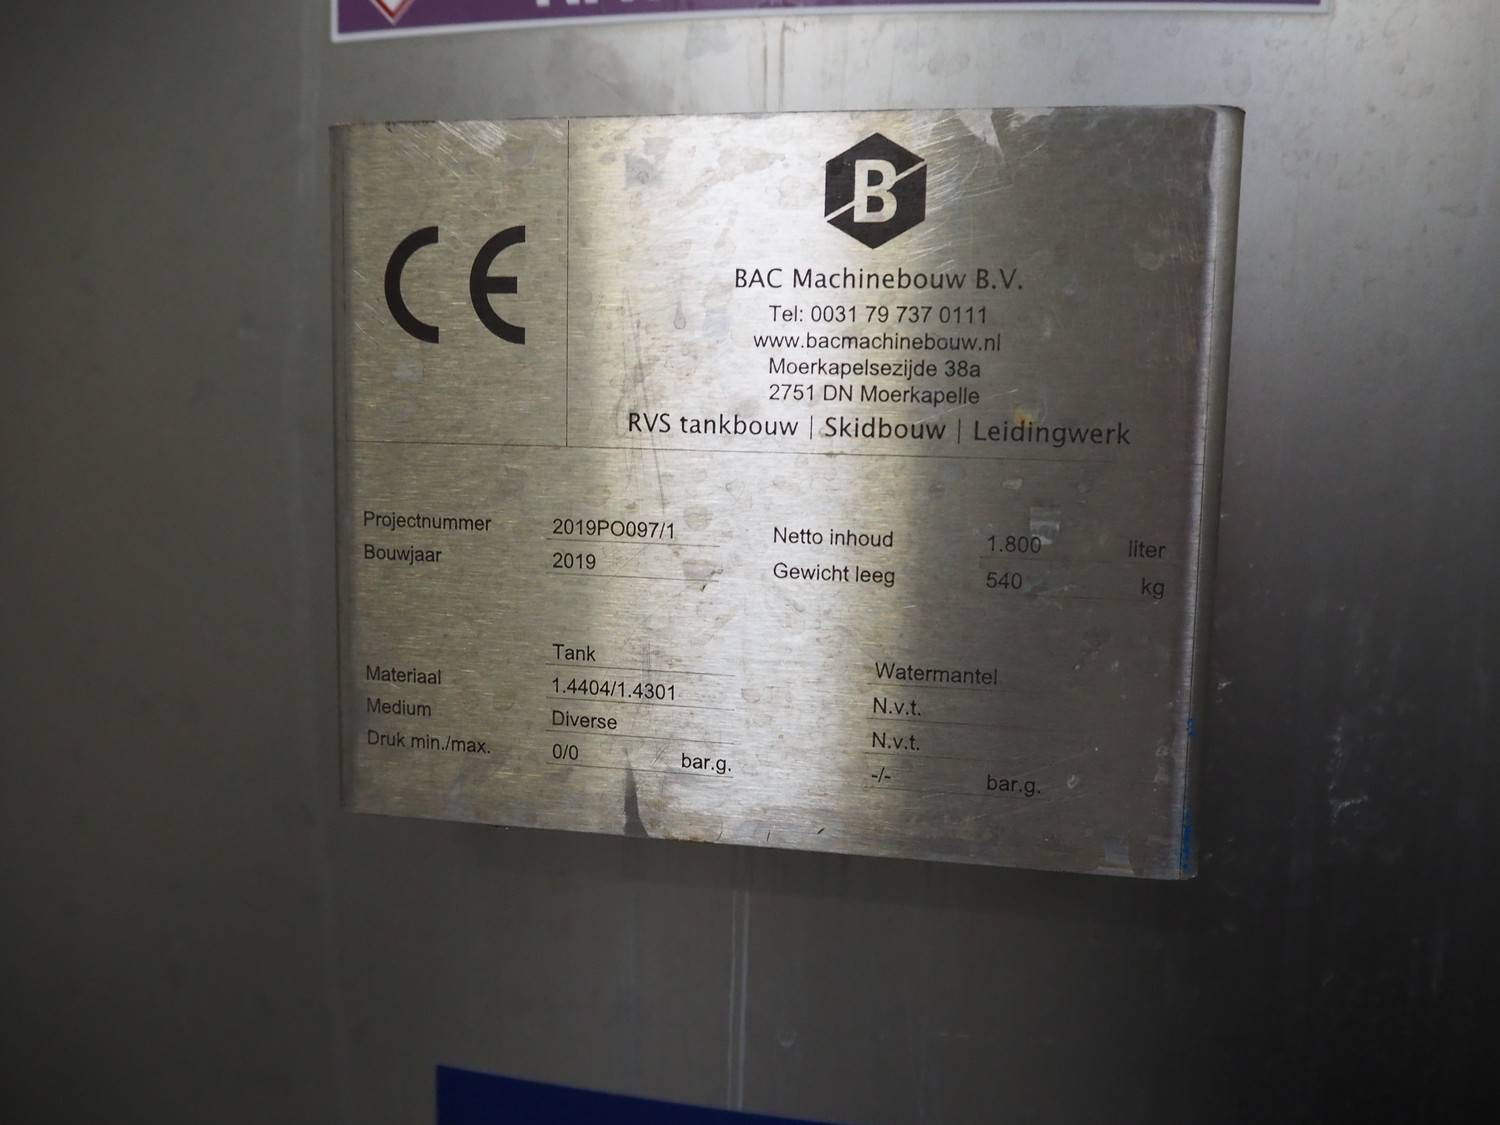 CE
B
BAC Machinebouw B.V.
Tel: 0031 79 737 0111
www.bacmachinebouw.nl
Moerkapelsezijde 38a
2751 DN Moerkapelle
RVS tankbouw | Skidbouw | Leidingwerk
Projectnummer 2019PO097/1 Netto inhoud 1.800 liter
Bouwjaar 2019 Gewicht leeg 540 kg
Tank Watermantel
Materiaal 1.4404/1.4301 N.v.t.
Medium Diverse N.v.t.
Druk min./max. 0/0 bar.g. -/- bar.g.